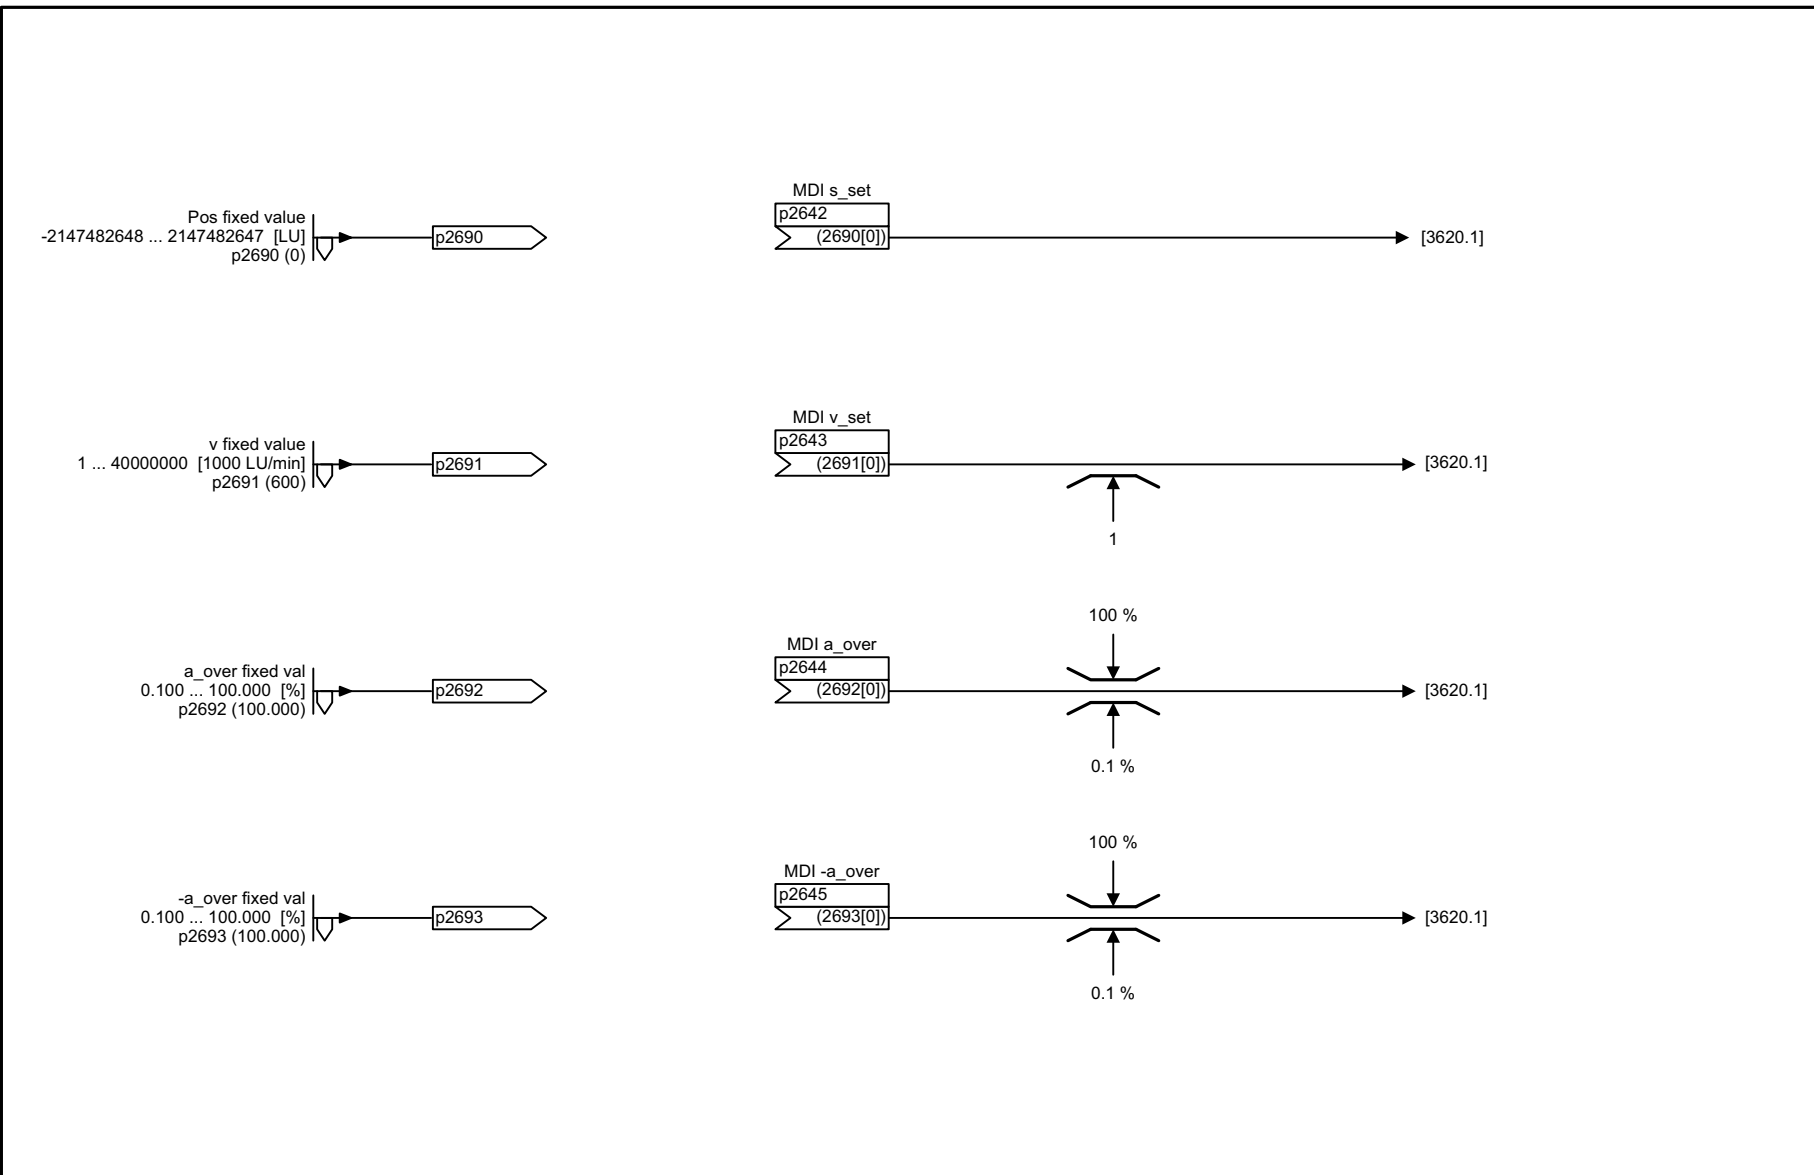 Pos fixed value
-2147482648 ... 2147482647 [LU]
p2690 (0)
p2690
MDI s_set
p2642
(2690[0])
[3620.1]
v fixed value
1 ... 40000000 [1000 LU/min]
p2691 (600)
p2691
MDI v_set
p2643
(2691[0])
[3620.1]
1
a_over fixed val
0.100 ... 100.000 [%]
p2692 (100.000)
p2692
MDI a_over
p2644
(2692[0])
100 %
[3620.1]
0.1 %
-a_over fixed val
0.100 ... 100.000 [%]
p2693 (100.000)
p2693
MDI -a_over
p2645
(2693[0])
100 %
[3620.1]
0.1 %